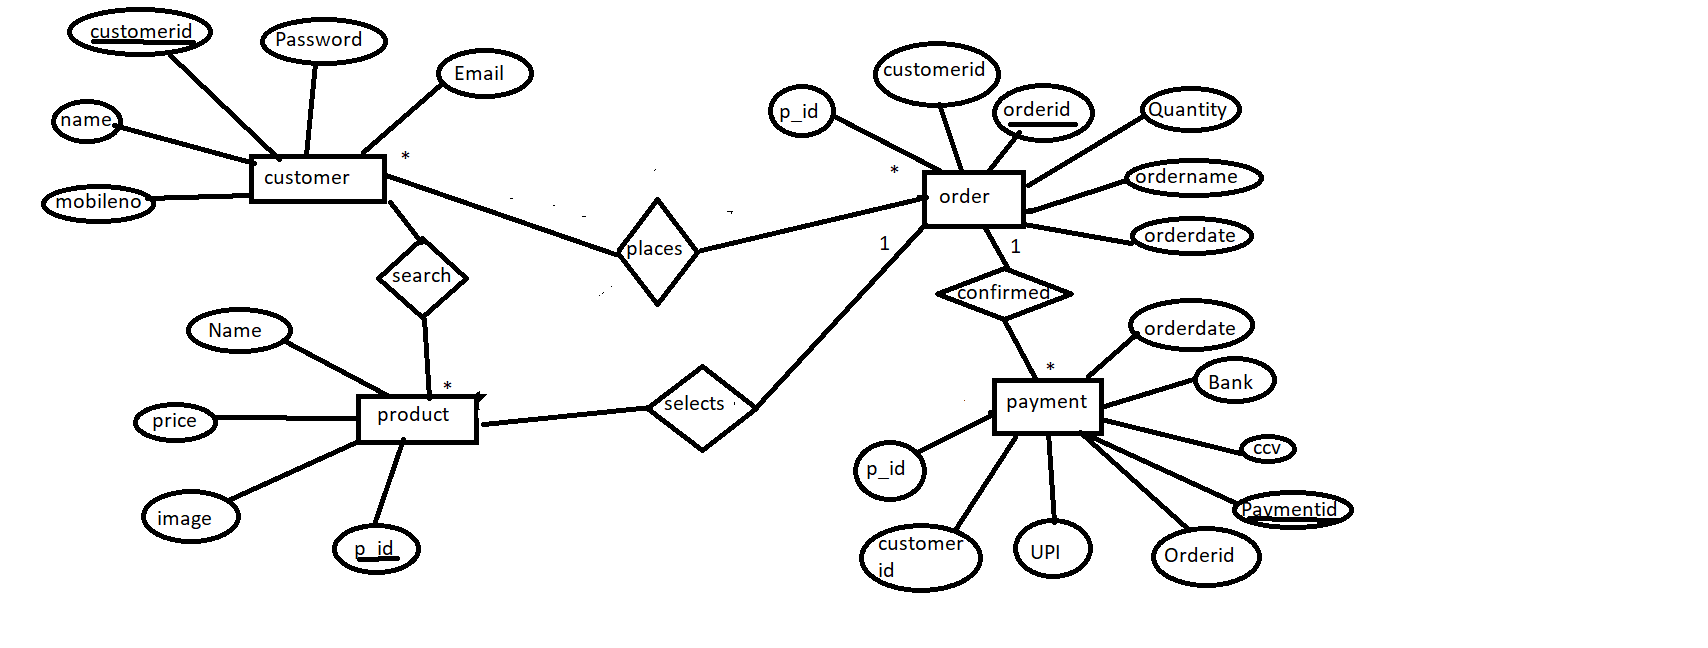 customerid
Password
Email
name
mobileno
customer
*
search
places
p_id
customerid
orderid
Quantity
ordername
orderdate
*
order
1
1
confirmed
Name
price
image
p_id
*
product
selects
*
payment
orderdate
Bank
ccv
Paymentid
Orderid
UPI
customer
id
p_id